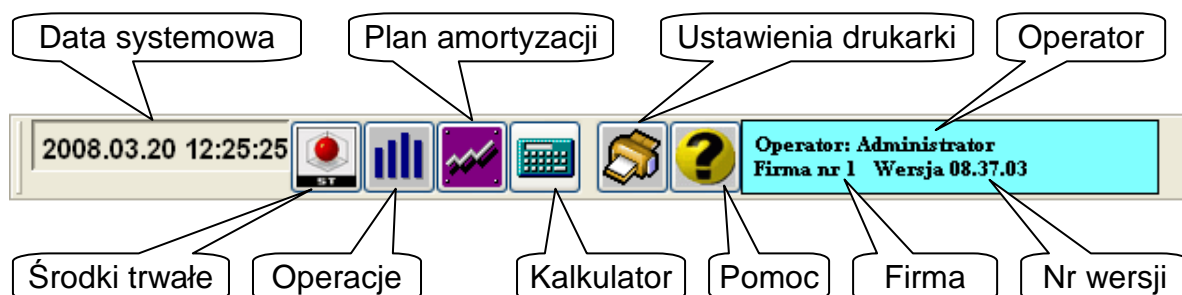 Data systemowa
Plan amortyzacji
Ustawienia drukarki
Operator
2008.03.20 12:25:25
ST
Operator: Administrator
Firma nr 1 Wersja 08.37.03
Środki trwałe
Operacje
Kalkulator
Pomoc
Firma
Nr wersji